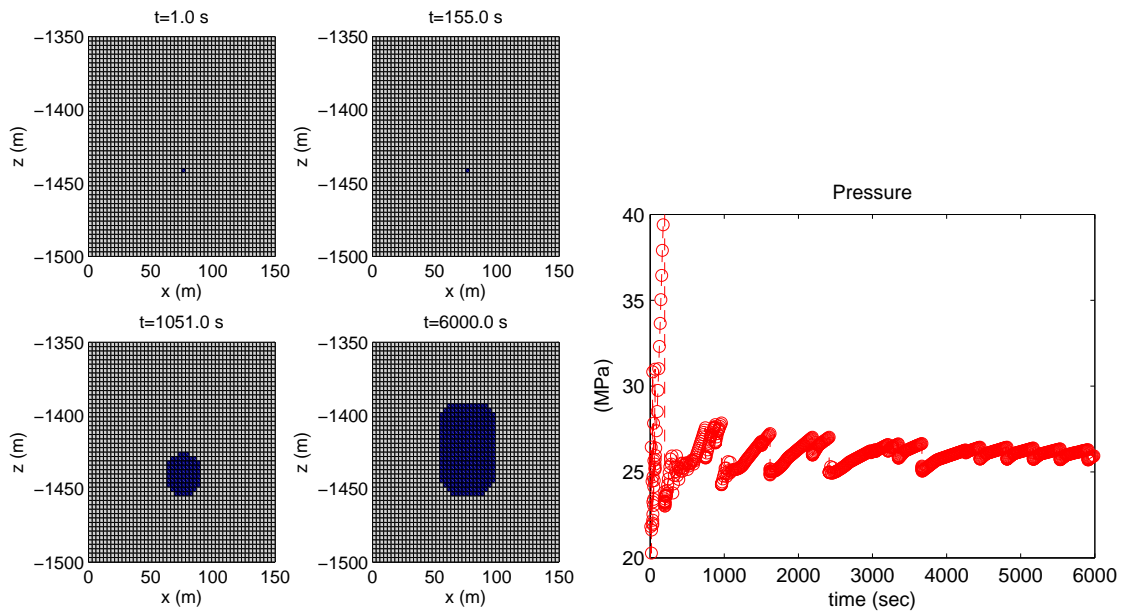 t=1.0 s
−1350
−1400
−1450
−1500
z (m)
0 50 100 150
x (m)
t=155.0 s
−1350
−1400
−1450
−1500
z (m)
0 50 100 150
x (m)
t=1051.0 s
−1350
−1400
−1450
−1500
z (m)
0 50 100 150
x (m)
t=6000.0 s
−1350
−1400
−1450
−1500
z (m)
0 50 100 150
x (m)
Pressure
40
35
30
25
20
(MPa)
0 1000 2000 3000 4000 5000 6000
time (sec)